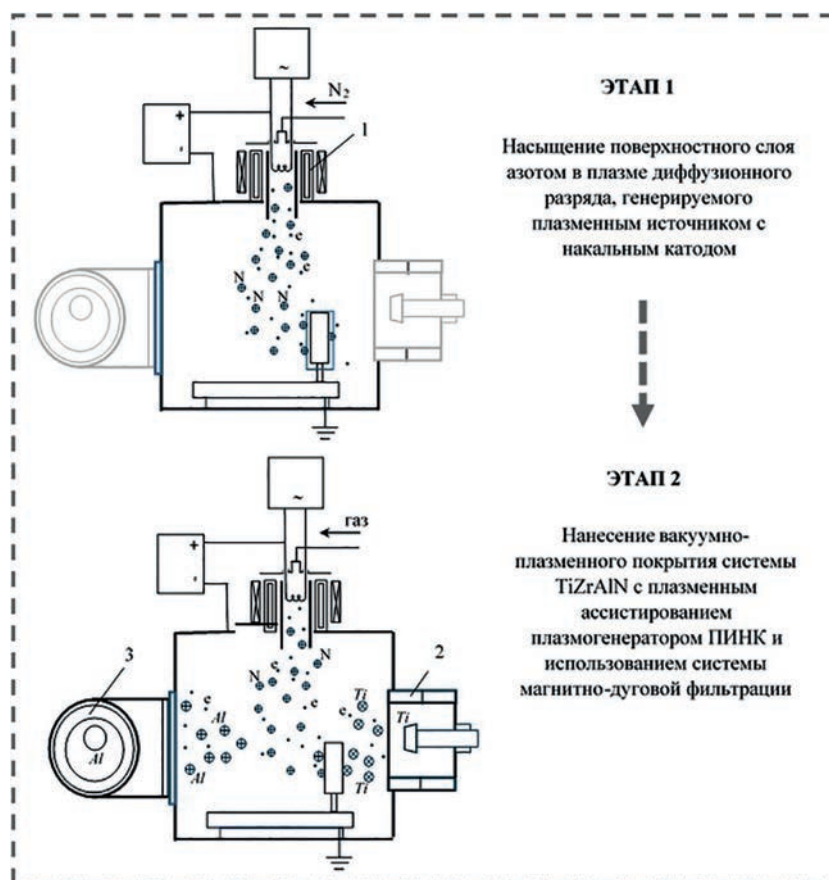 ~
N₂
+
-
1
e
e
N
N
N
ЭТАП 1
Насыщение поверхностного слоя
азотом в плазме диффузионного
разряда, генерируемого
плазменным источником с
накальным катодом
~
газ
+
-
3
2
e
N
N
e
e
e
Ti
Ti
Al
Al
Al
Ti
Ti
ЭТАП 2
Нанесение вакуумно-
плазменного покрытия системы
TiZrAlN с плазменным
ассистированием
плазмогенератором ПИНК и
использованием системы
магнитно-дуговой фильтрации